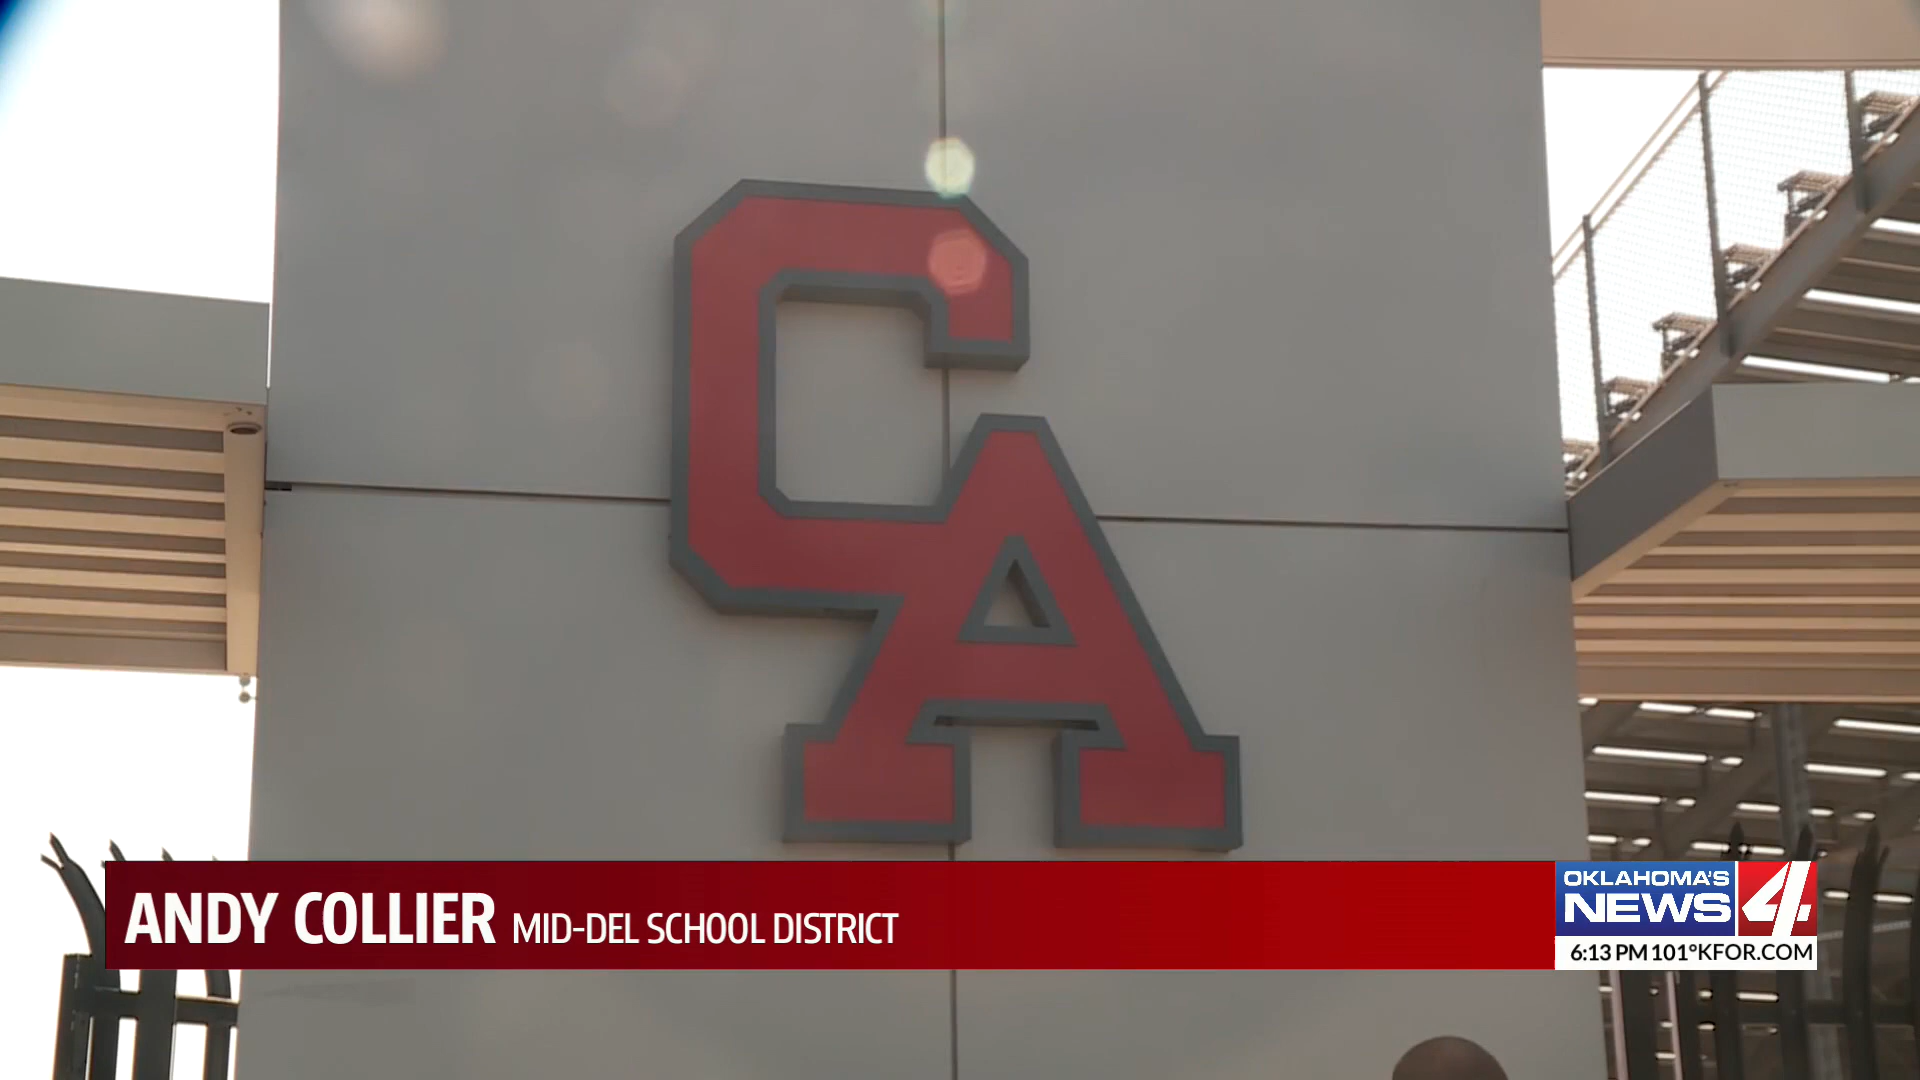 CA
ANDY COLLIER MID-DEL SCHOOL DISTRICT
OKLAHOMA'S
NEWS 4
6:13 PM 101° KFOR.COM